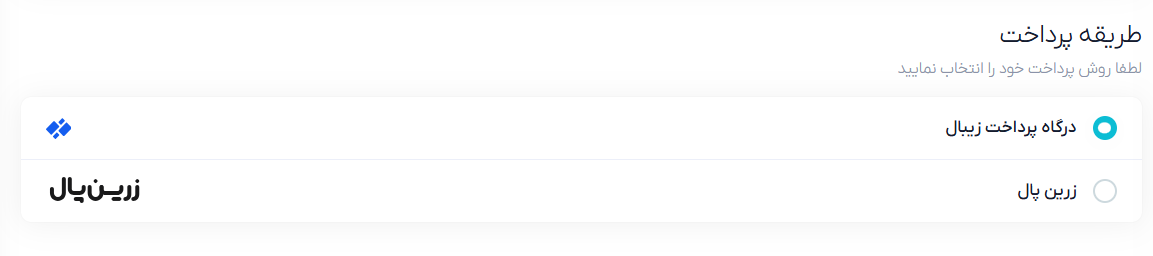 طریقه پرداخت
لطفا روش پرداخت خود را انتخاب نمایید
درگاه پرداخت زیبال
زرین پال
زرین‌پال